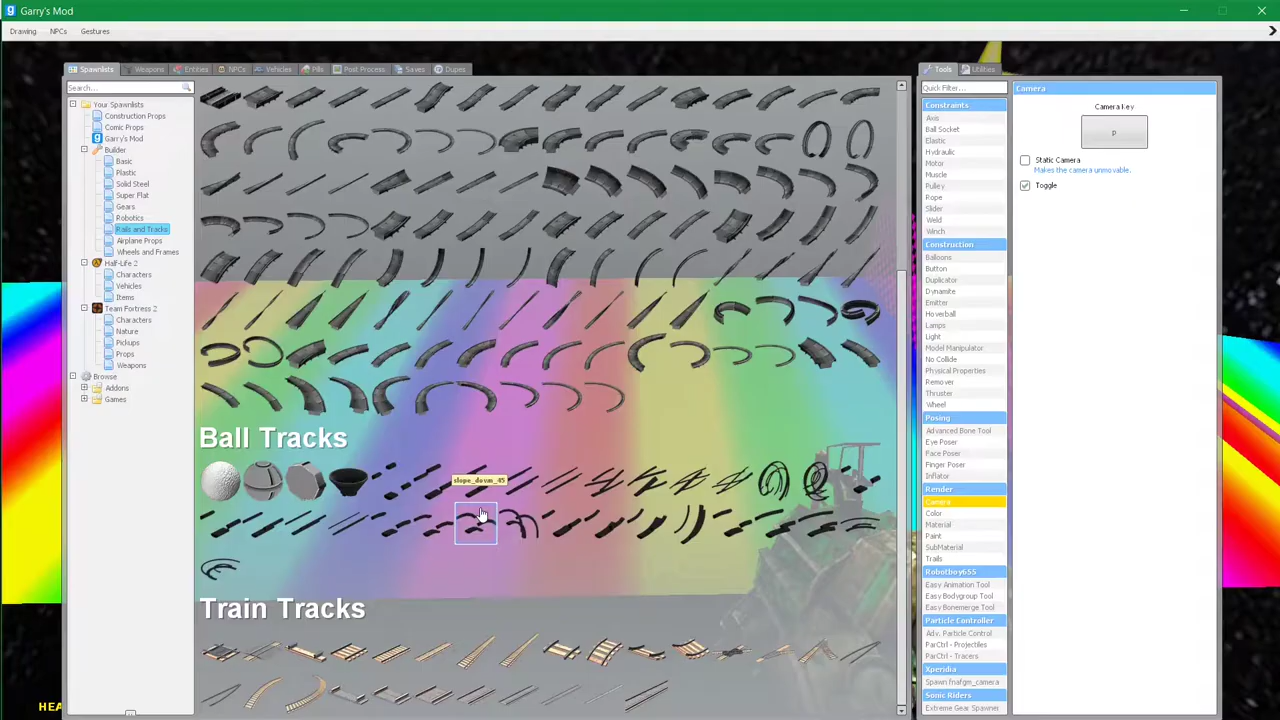 Garry's Mod
Drawing NPCs Gestures
Spawnlists Weapons Entities NPCs Vehicles Pills Post Process Saves Dupes
Search...
Your Spawnlists
Construction Props
Comic Props
Garry's Mod
Builder
Basic
Plastic
Solid Steel
Super Flat
Gears
Robotics
Rails and Tracks
Airplane Props
Wheels and Frames
Half-Life 2
Characters
Vehicles
Items
Team Fortress 2
Characters
Nature
Pickups
Props
Weapons
Browse
Addons
Games
Ball Tracks
slope_down_45
Train Tracks
HEA
Tools Utilities
Quick Filter...
Constraints
Axis
Ball Socket
Elastic
Hydraulic
Motor
Muscle
Pulley
Rope
Slider
Weld
Winch
Construction
Balloons
Button
Duplicator
Dynamite
Emitter
Hoverball
Lamps
Light
Model Manipulator
No Collide
Physical Properties
Remover
Thruster
Wheel
Posing
Advanced Bone Tool
Eye Poser
Face Poser
Finger Poser
Inflator
Render
Camera
Color
Material
Paint
SubMaterial
Trails
Robotboy655
Easy Animation Tool
Easy Bodygroup Tool
Easy Bonemerge Tool
Particle Controller
Adv. Particle Control
ParCtrl - Projectiles
ParCtrl - Tracers
Xperidia
Spawn fnafgm_camera
Sonic Riders
Extreme Gear Spawner
Camera
Camera Key
p
Static Camera
Makes the camera unmovable.
Toggle